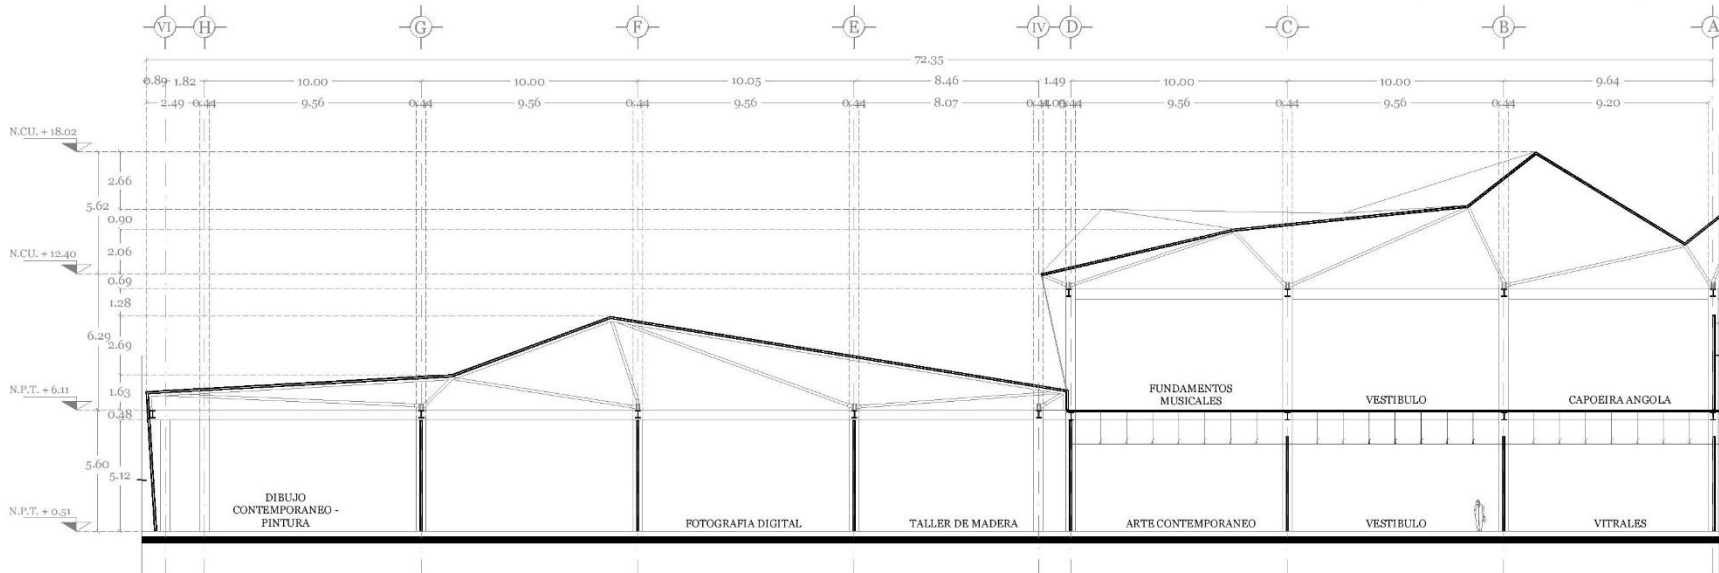 VI H G F E IV D C B A
72.35
0.89 1.82 10.00 10.00 10.05 8.46 1.49 10.00 10.00 9.64
2.49 0.44 9.56 0.44 9.56 0.44 9.56 0.44 8.07 0.44 0.44 9.56 0.44 9.56 0.44 9.20
N.CU. + 18.02
2.66
5.62
0.90
N.CU. + 12.40
2.06
0.69
1.28
6.29
2.69
N.P.T. + 6.11
1.63
0.48
5.60
5.12
N.P.T. + 0.51
FUNDAMENTOS
MUSICALES
VESTIBULO
CAPOEIRA ANGOLA
DIBUJO
CONTEMPORANEO -
PINTURA
FOTOGRAFIA DIGITAL
TALLER DE MADERA
ARTE CONTEMPORANEO
VESTIBULO
VITRALES